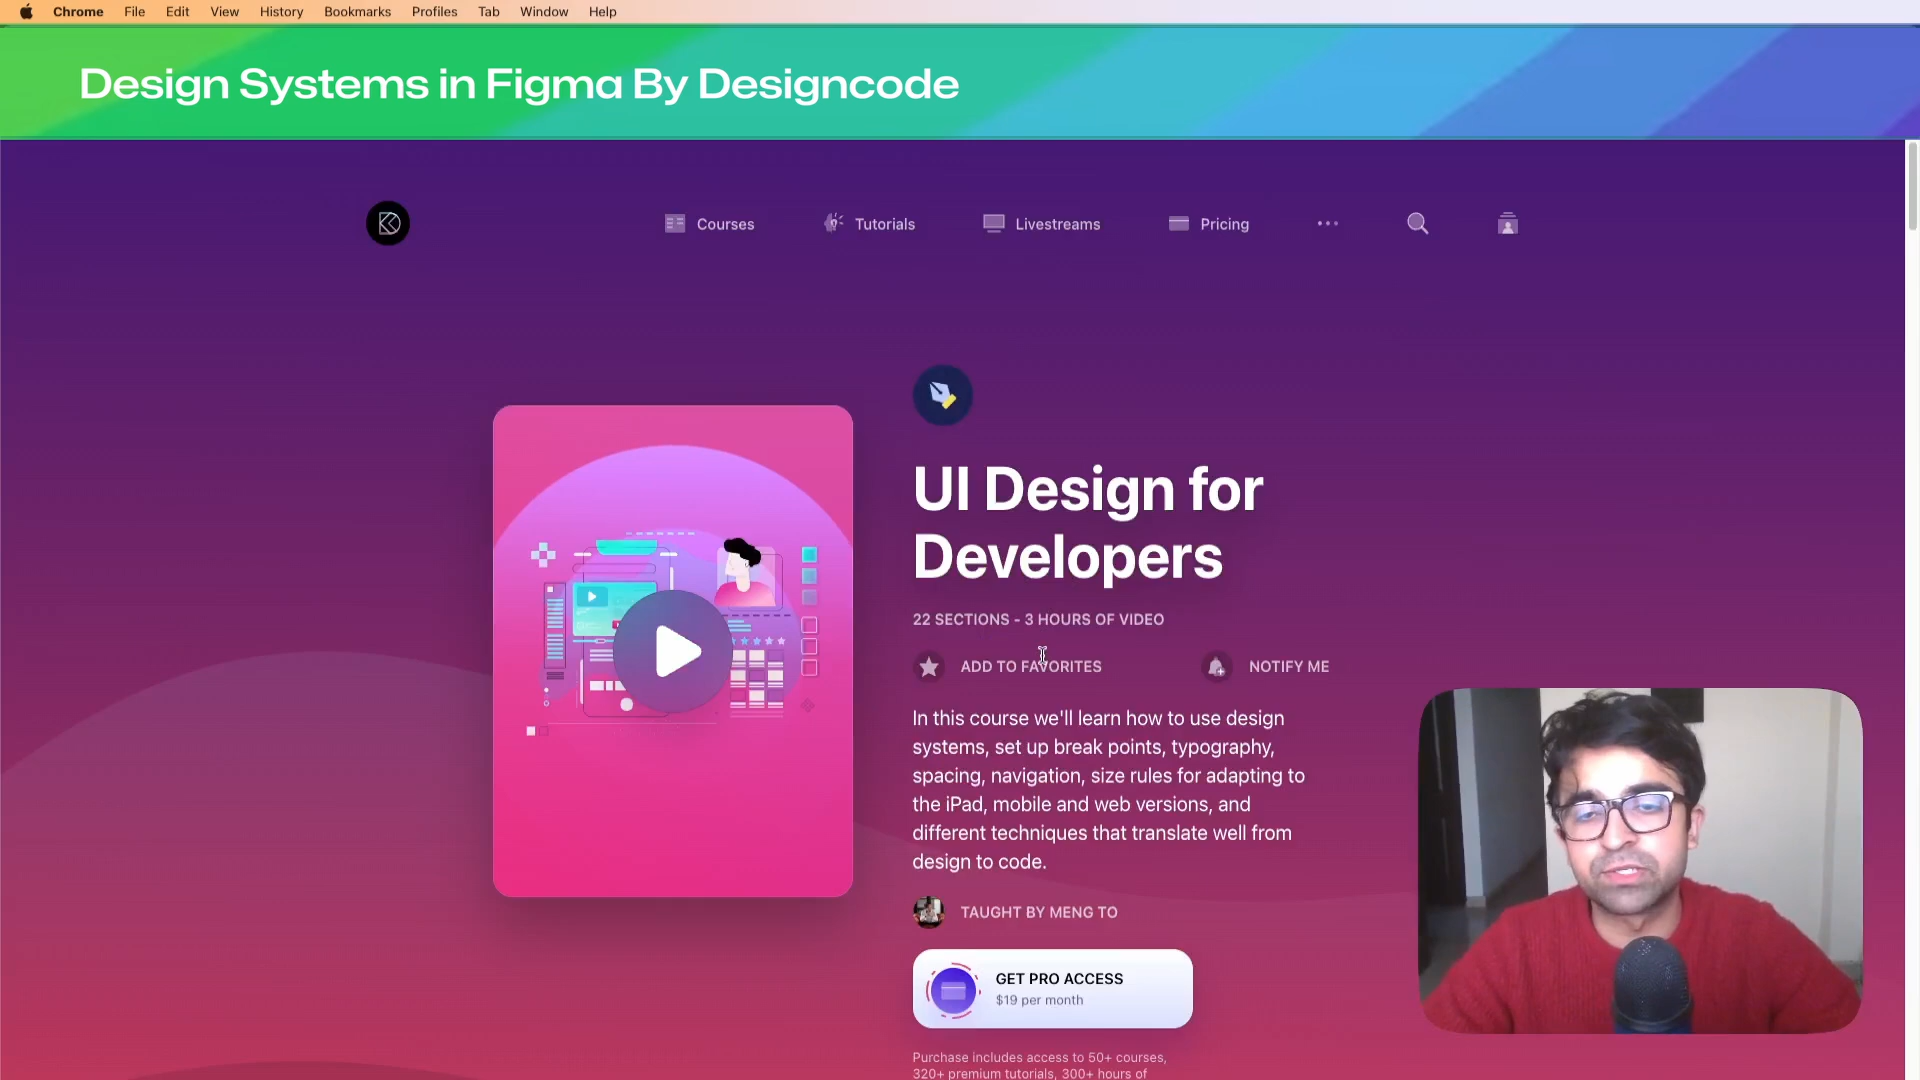 Chrome File Edit View History Bookmarks Profiles Tab Window Help
Design Systems in Figma By Designcode
Courses Tutorials Livestreams Pricing
UI Design for
Developers
22 SECTIONS - 3 HOURS OF VIDEO
ADD TO FAVORITES NOTIFY ME
In this course we'll learn how to use design
systems, set up break points, typography,
spacing, navigation, size rules for adapting to
the iPad, mobile and web versions, and
different techniques that translate well from
design to code.
TAUGHT BY MENG TO
GET PRO ACCESS
$19 per month
Purchase includes access to 50+ courses,
320+ premium tutorials, 300+ hours of